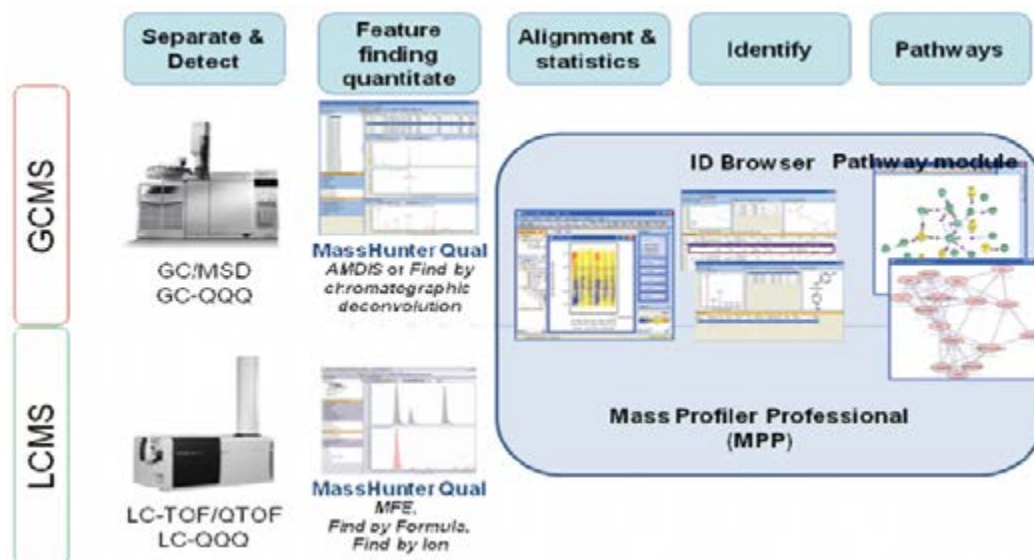 Separate &
Detect
Feature
finding
quantitate
Alignment &
statistics
Identify
Pathways
GCMS
GC/MSD
GC-QQQ
MassHunter Qual
AMDIS or Find by
chromatographic
deconvolution
ID Browser
Pathway module
Mass Profiler Professional
(MPP)
LCMS
LC-TOF/QTOF
LC-QQQ
MassHunter Qual
MFE,
Find by Formula,
Find by Ion